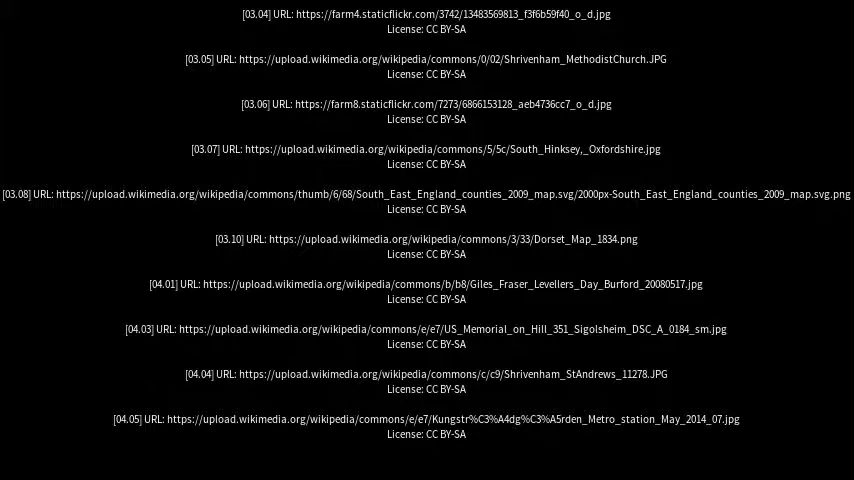 [03.04] URL: https://farm4.staticflickr.com/3742/13483569813_f3f6b59f40_o_d.jpg
License: CC BY-SA
[03.05] URL: https://upload.wikimedia.org/wikipedia/commons/0/02/Shrivenham_MethodistChurch.JPG
License: CC BY-SA
[03.06] URL: https://farm8.staticflickr.com/7273/6866153128_aeb4736cc7_o_d.jpg
License: CC BY-SA
[03.07] URL: https://upload.wikimedia.org/wikipedia/commons/5/5c/South_Hinksey,_Oxfordshire.jpg
License: CC BY-SA
[03.08] URL: https://upload.wikimedia.org/wikipedia/commons/thumb/6/68/South_East_England_counties_2009_map.svg/2000px-South_East_England_counties_2009_map.svg.png
License: CC BY-SA
[03.10] URL: https://upload.wikimedia.org/wikipedia/commons/3/33/Dorset_Map_1834.png
License: CC BY-SA
[04.01] URL: https://upload.wikimedia.org/wikipedia/commons/b/b8/Giles_Fraser_Levellers_Day_Burford_20080517.jpg
License: CC BY-SA
[04.03] URL: https://upload.wikimedia.org/wikipedia/commons/e/e7/US_Memorial_on_Hill_351_Sigolsheim_DSC_A_0184_sm.jpg
License: CC BY-SA
[04.04] URL: https://upload.wikimedia.org/wikipedia/commons/c/c9/Shrivenham_StAndrews_11278.JPG
License: CC BY-SA
[04.05] URL: https://upload.wikimedia.org/wikipedia/commons/e/e7/Kungstr%C3%A4dg%C3%A5rden_Metro_station_May_2014_07.jpg
License: CC BY-SA